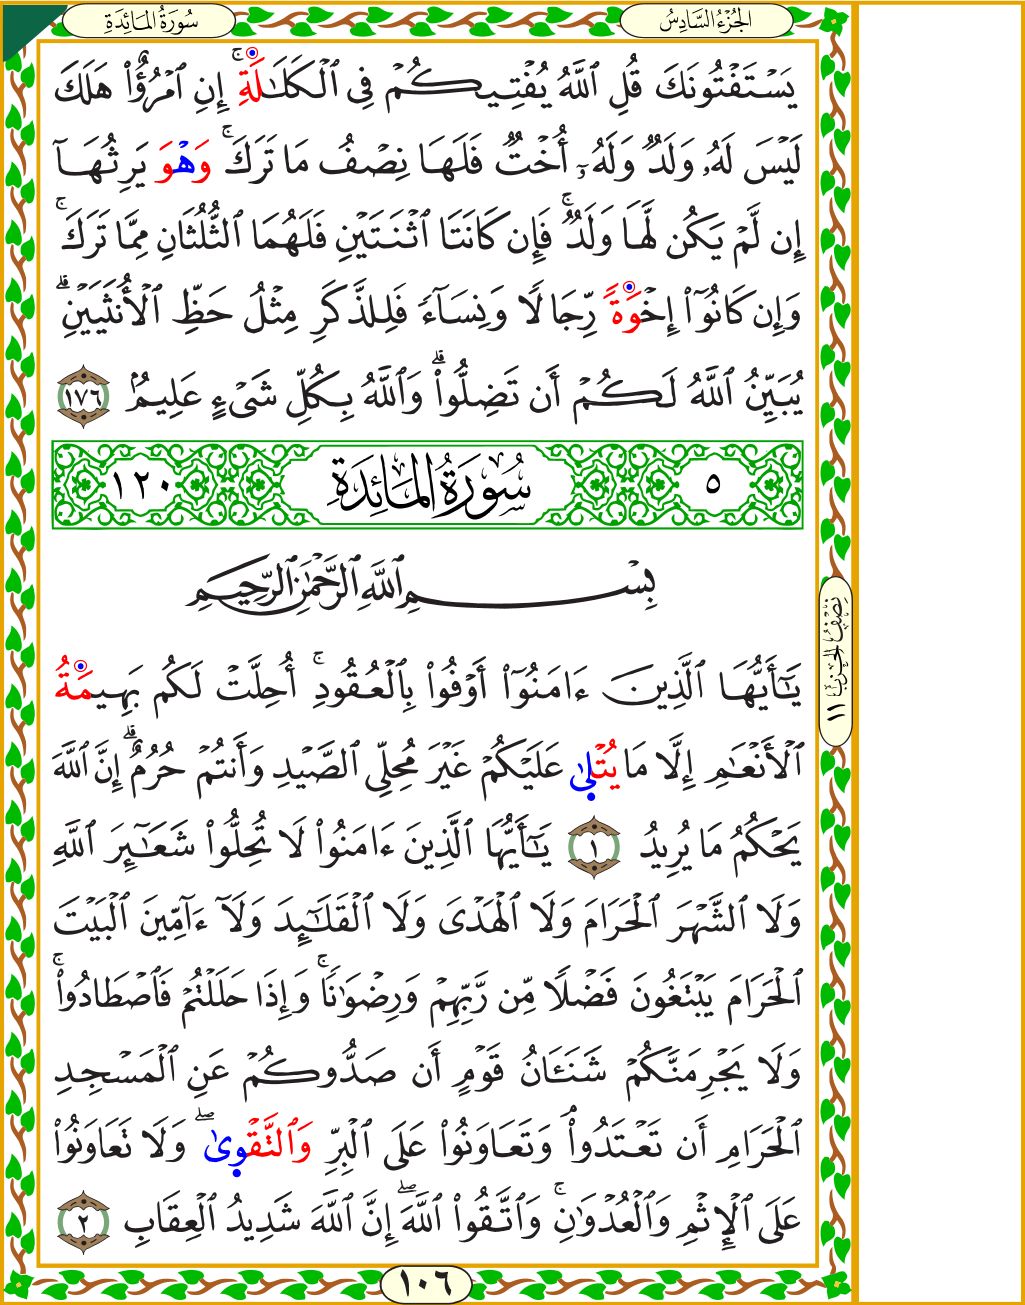 سُورَةُ المَائِدَةِ
الجُزْءُ السَّادِسُ
يَسْتَفْتُونَكَ قُلِ ٱللَّهُ يُفْتِيكُمْ فِى ٱلْكَلَٰلَةِۚ إِنِ ٱمْرُؤٌا۟ هَلَكَ
لَيْسَ لَهُۥ وَلَدٌ وَلَهُۥٓ أُخْتٌ فَلَهَا نِصْفُ مَا تَرَكَۚ وَهْوَ يَرِثُهَآ
إِن لَّمْ يَكُن لَّهَا وَلَدٌۚ فَإِن كَانَتَا ٱثْنَتَيْنِ فَلَهُمَا ٱلثُّلُثَانِ مِمَّا تَرَكَۚ
وَإِن كَانُوٓا۟ إِخْوَةً رِّجَالًا وَنِسَآءً فَلِلذَّكَرِ مِثْلُ حَظِّ ٱلْأُنثَيَيْنِۗ
يُبَيِّنُ ٱللَّهُ لَكُمْ أَن تَضِلُّوا۟ۗ وَٱللَّهُ بِكُلِّ شَىْءٍ عَلِيمٌۢ ١٧٦
٥ سُورَةُ المَائِدَةِ ١٢٠
بِسْمِ ٱللَّهِ ٱلرَّحْمَٰنِ ٱلرَّحِيمِ
يَٰٓأَيُّهَا ٱلَّذِينَ ءَامَنُوٓا۟ أَوْفُوا۟ بِٱلْعُقُودِۚ أُحِلَّتْ لَكُم بَهِيمَةُ
ٱلْأَنْعَٰمِ إِلَّا مَا يُتْلَىٰ عَلَيْكُمْ غَيْرَ مُحِلِّى ٱلصَّيْدِ وَأَنتُمْ حُرُمٌۗ إِنَّ ٱللَّهَ
يَحْكُمُ مَا يُرِيدُ ١ يَٰٓأَيُّهَا ٱلَّذِينَ ءَامَنُوا۟ لَا تُحِلُّوا۟ شَعَٰٓئِرَ ٱللَّهِ
وَلَا ٱلشَّهْرَ ٱلْحَرَامَ وَلَا ٱلْهَدْىَ وَلَا ٱلْقَلَٰٓئِدَ وَلَآ ءَآمِّينَ ٱلْبَيْتَ
ٱلْحَرَامَ يَبْتَغُونَ فَضْلًا مِّن رَّبِّهِمْ وَرِضْوَٰنًاۚ وَإِذَا حَلَلْتُمْ فَٱصْطَادُوا۟ۚ
وَلَا يَجْرِمَنَّكُمْ شَنَـَٔانُ قَوْمٍ أَن صَدُّوكُمْ عَنِ ٱلْمَسْجِدِ
ٱلْحَرَامِ أَن تَعْتَدُوا۟ۘ وَتَعَاوَنُوا۟ عَلَى ٱلْبِرِّ وَٱلتَّقْوَىٰۖ وَلَا تَعَاوَنُوا۟
عَلَى ٱلْإِثْمِ وَٱلْعُدْوَٰنِۚ وَٱتَّقُوا۟ ٱللَّهَۖ إِنَّ ٱللَّهَ شَدِيدُ ٱلْعِقَابِ ٢
نِصْفُ الحِزْبِ ١١
١٠٦